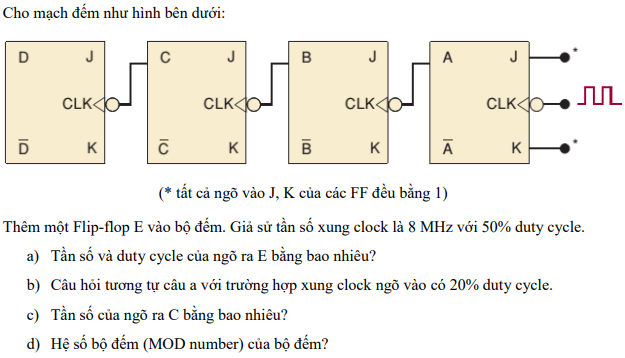 Cho mạch đếm như hình bên dưới:
D J C J B J A J *
CLK CLK CLK CLK
D̅ K C̅ K B̅ K A̅ K *
(* tất cả ngõ vào J, K của các FF đều bằng 1)
Thêm một Flip-flop E vào bộ đếm. Giả sử tần số xung clock là 8 MHz với 50% duty cycle.
a) Tần số và duty cycle của ngõ ra E bằng bao nhiêu?
b) Câu hỏi tương tự câu a với trường hợp xung clock ngõ vào có 20% duty cycle.
c) Tần số của ngõ ra C bằng bao nhiêu?
d) Hệ số bộ đếm (MOD number) của bộ đếm?